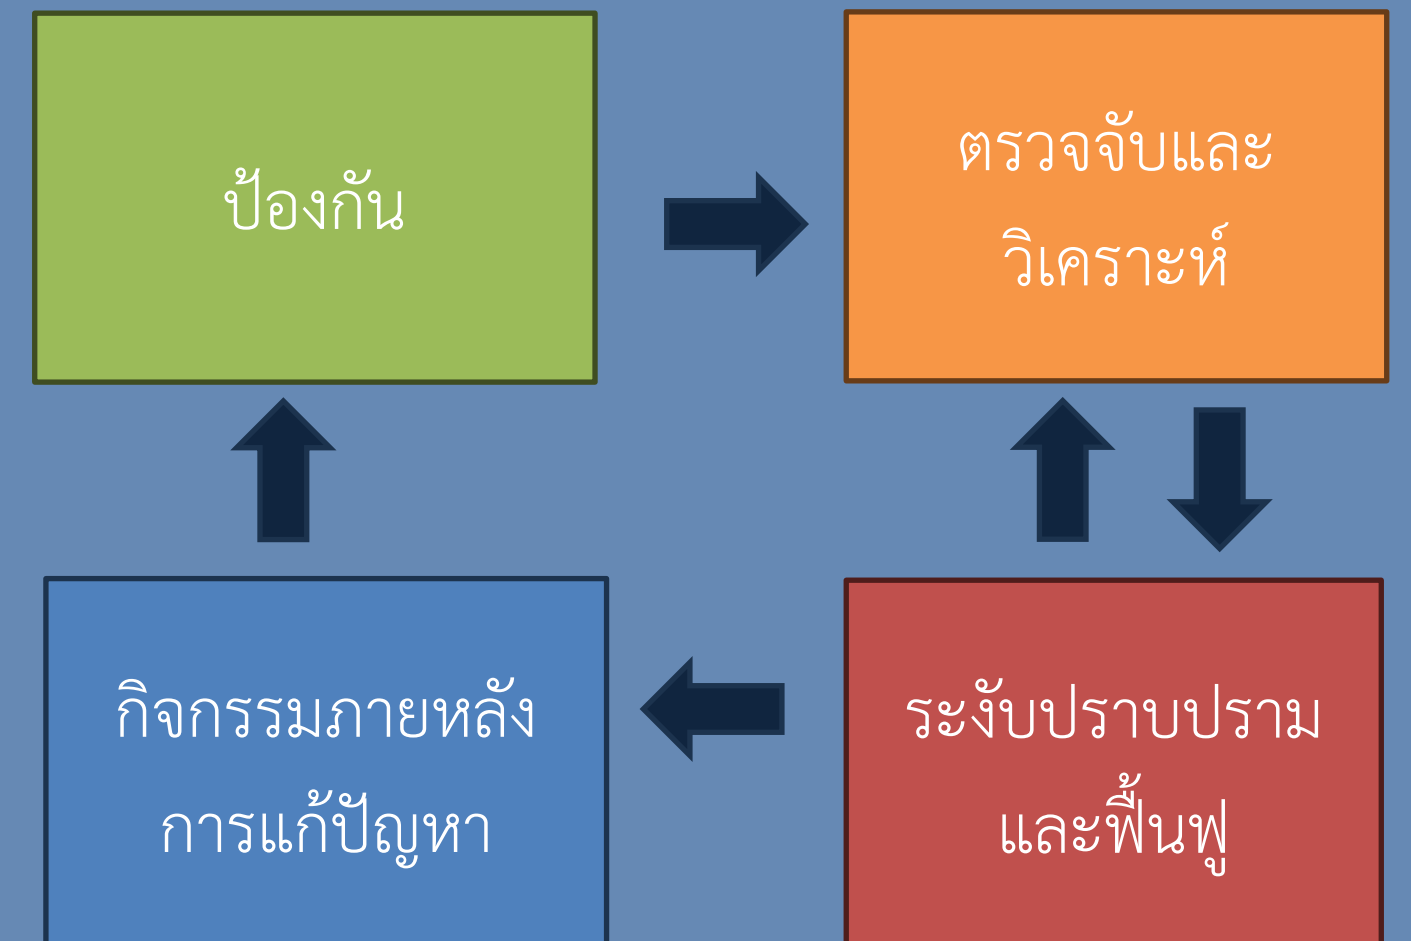 ป้องกัน
ตรวจจับและ
วิเคราะห์
กิจกรรมภายหลัง
การแก้ปัญหา
ระงับปราบปราม
และฟื้นฟู